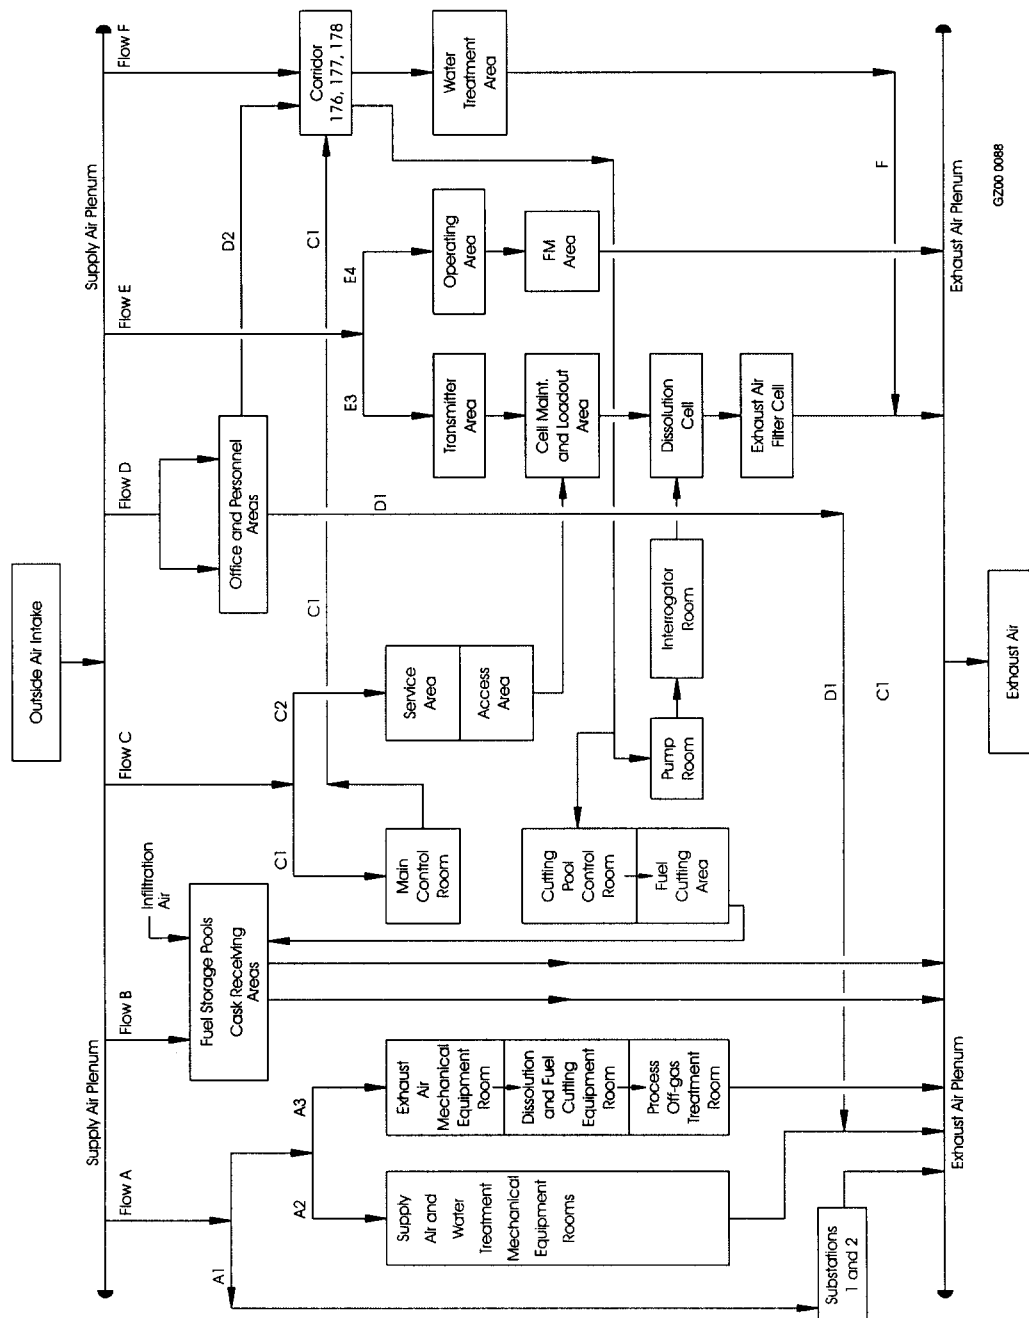 Outside Air Intake
Supply Air Plenum
Supply Air Plenum
Flow A
Flow B
Infiltration
Air
Flow C
Flow D
Flow E
Flow F
A1
A2
A3
Fuel Storage Pools
Cask Receiving
Areas
C1
C2
Office and Personnel
Areas
D2
Corridor
176, 177, 178
C1
C1
D1
E3
E4
Supply
Air and
Water
Treatment
Mechanical
Equipment
Rooms
Exhaust
Air
Mechanical
Equipment
Room
Dissolution
and Fuel
Cutting
Equipment
Room
Process
Off-gas
Treatment
Room
Main
Control
Room
Service
Area
Access
Area
Transmitter
Area
Operating
Area
Water
Treatment
Area
Cutting
Pool
Control
Room
Fuel
Cutting
Area
Cell Maint.
and Loadout
Area
FM
Area
Pump
Room
Interrogator
Room
Dissolution
Cell
Exhaust Air
Filter Cell
Substations
1 and 2
D1
C1
F
Exhaust Air Plenum
Exhaust Air Plenum
Exhaust Air
GZ00 0088